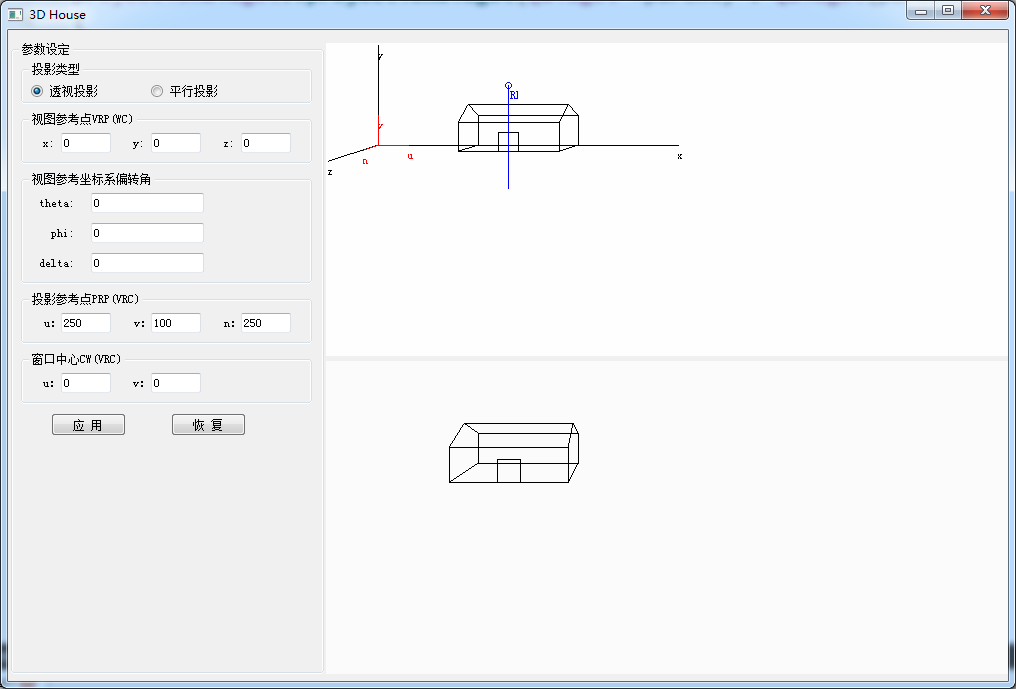 3D House
参数设定
投影类型
透视投影 平行投影
视图参考点VRP(WC)
x: 0 y: 0 z: 0
视图参考坐标系偏转角
theta: 0
phi: 0
delta: 0
投影参考点PRP(VRC)
u: 250 v: 100 n: 250
窗口中心CW(VRC)
u: 0 v: 0
应 用 恢 复
v
n
u
z
x